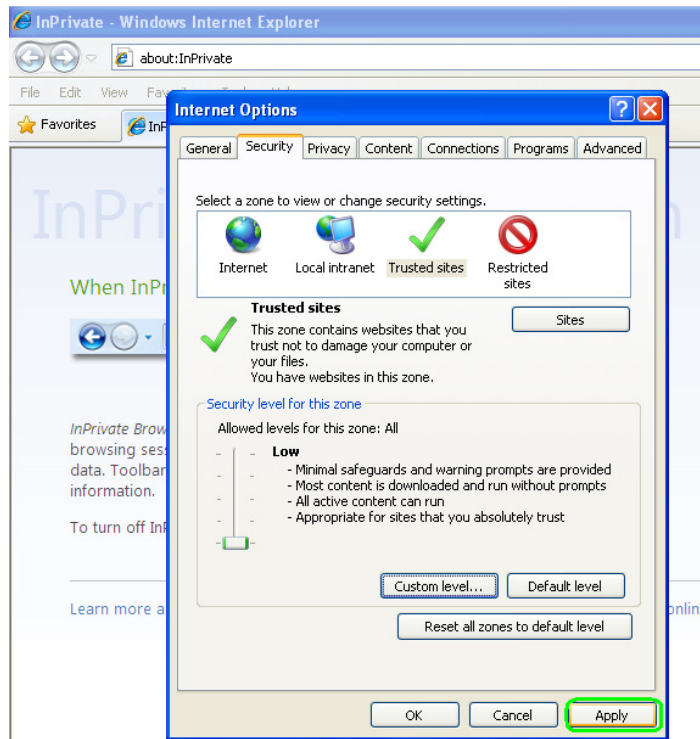 InPrivate - Windows Internet Explorer
about:InPrivate
File Edit View
Favorites
Internet Options
General Security Privacy Content Connections Programs Advanced
Select a zone to view or change security settings.
Internet Local intranet Trusted sites Restricted
sites
Trusted sites
This zone contains websites that you
trust not to damage your computer or
your files.
You have websites in this zone.
Sites
Security level for this zone
Allowed levels for this zone: All
Low
- Minimal safeguards and warning prompts are provided
- Most content is downloaded and run without prompts
- All active content can run
- Appropriate for sites that you absolutely trust
Custom level... Default level
Reset all zones to default level
OK Cancel Apply
InPri
When InPr
InPrivate Brow
browsing ses
data. Toolbar
information.
To turn off InP
Learn more a
onlin